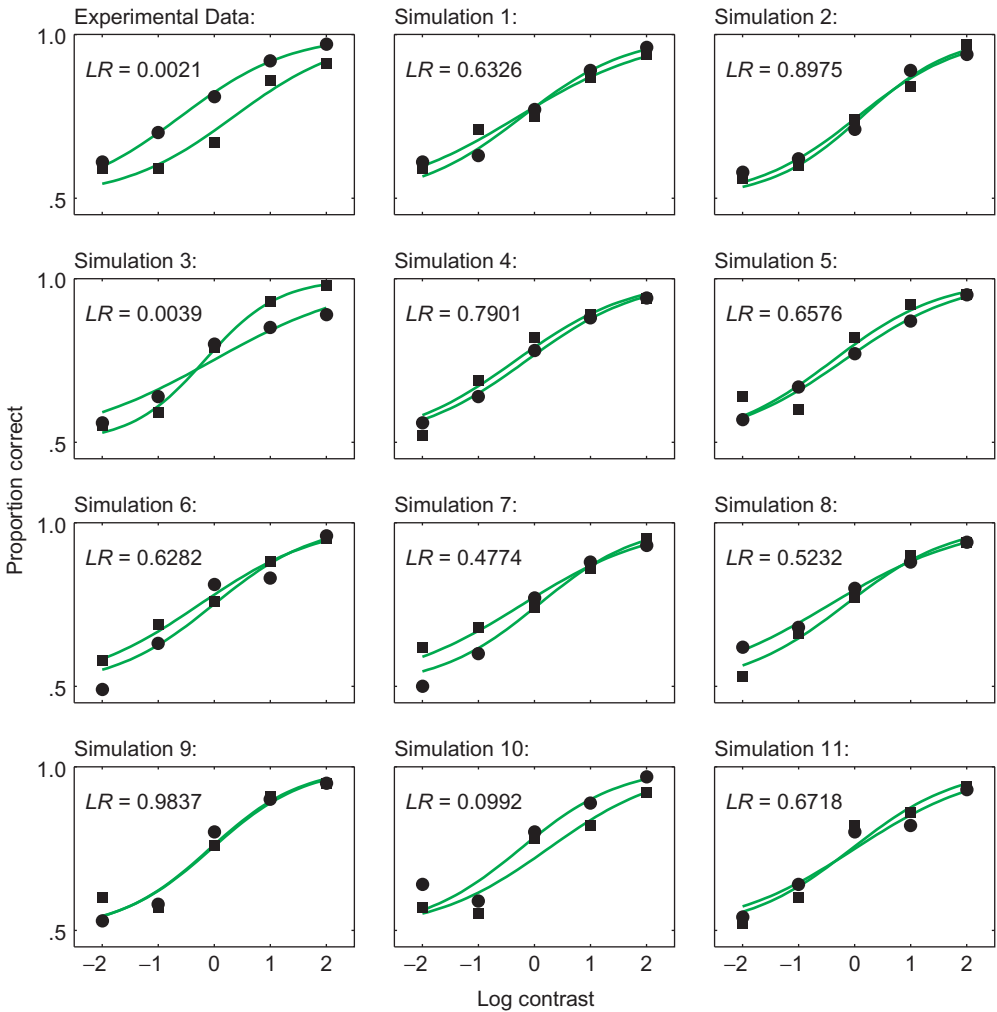 Experimental Data:
Simulation 1:
Simulation 2:
1.0
LR = 0.0021
LR = 0.6326
LR = 0.8975
.5
Simulation 3:
Simulation 4:
Simulation 5:
1.0
LR = 0.0039
LR = 0.7901
LR = 0.6576
.5
Proportion correct
Simulation 6:
Simulation 7:
Simulation 8:
1.0
LR = 0.6282
LR = 0.4774
LR = 0.5232
.5
Simulation 9:
Simulation 10:
Simulation 11:
1.0
LR = 0.9837
LR = 0.0992
LR = 0.6718
.5
−2 −1 0 1 2
−2 −1 0 1 2
−2 −1 0 1 2
Log contrast